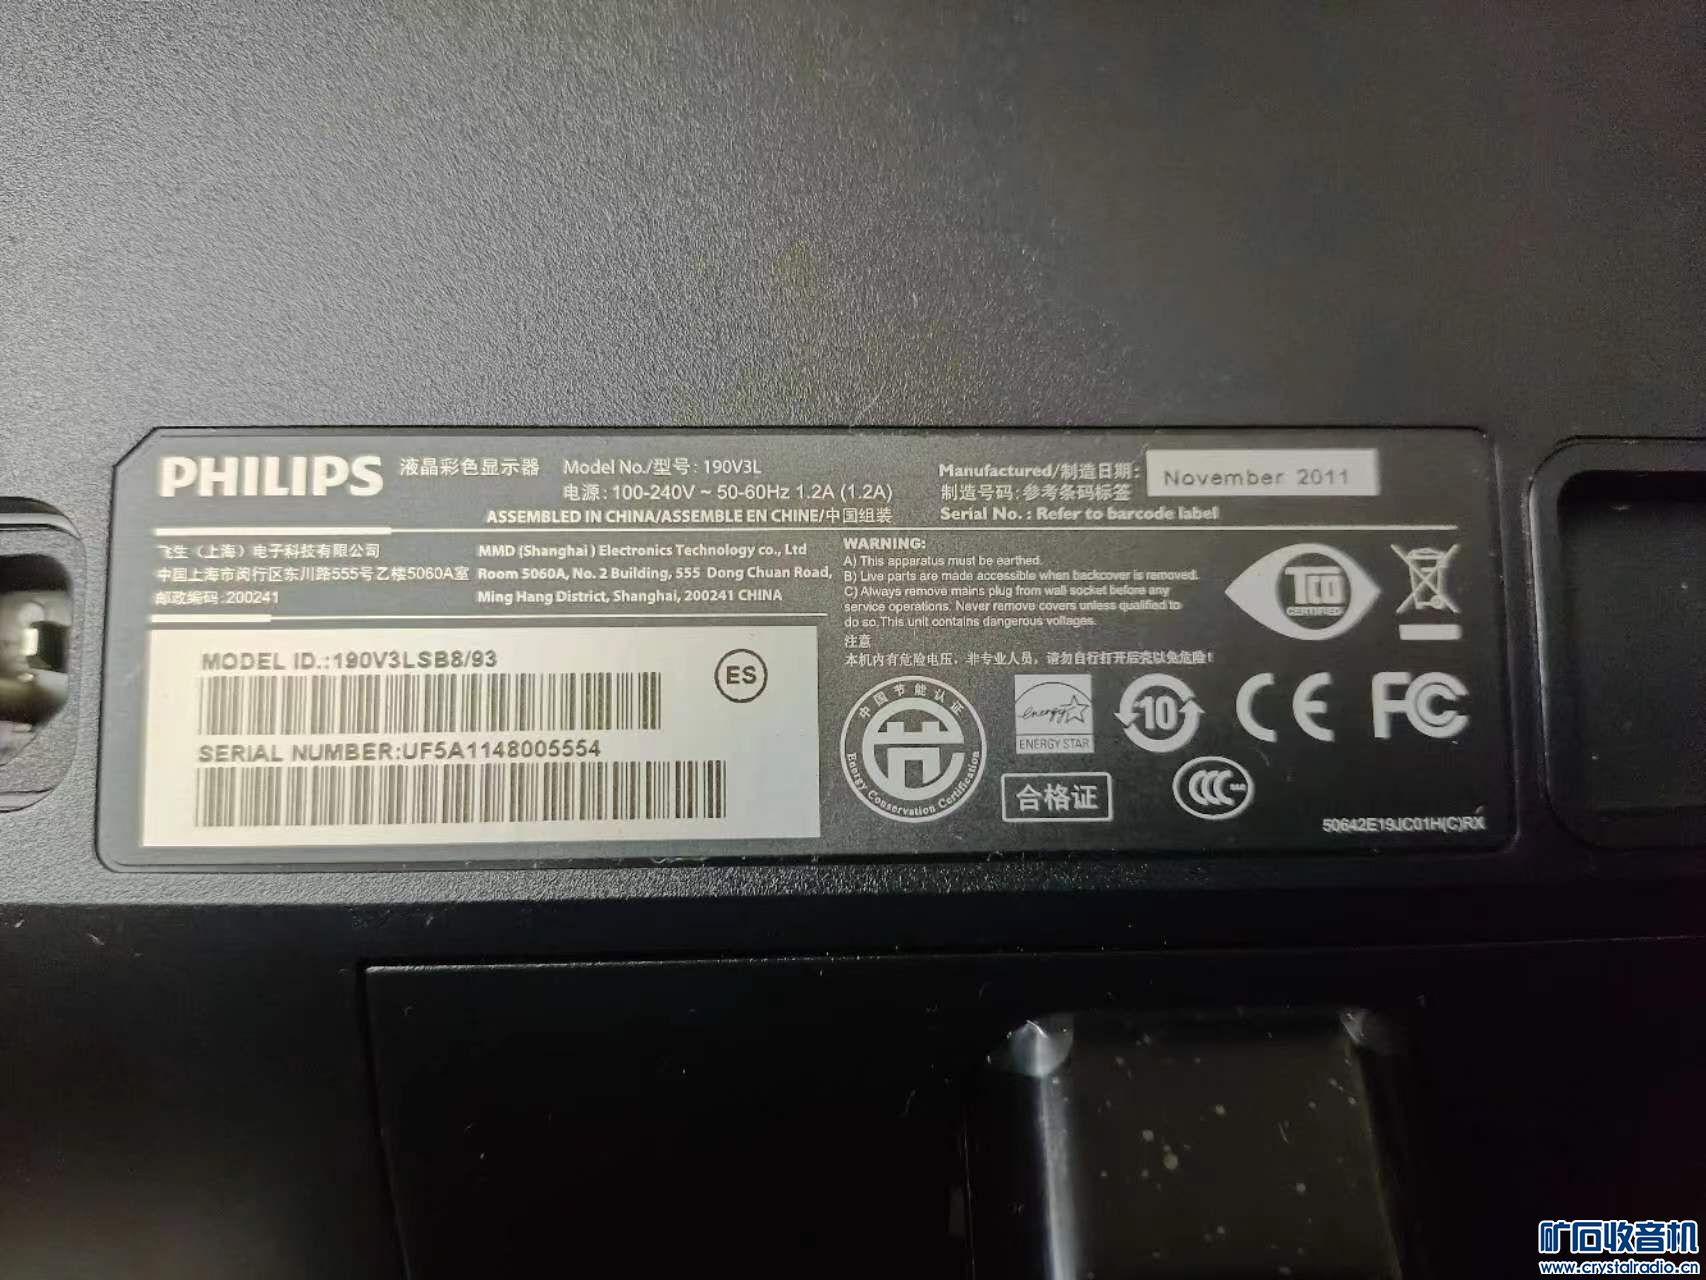 PHILIPS 液晶彩色显示器 Model No./型号: 190V3L
电源: 100-240V ~ 50-60Hz 1.2A (1.2A)
ASSEMBLED IN CHINA/ASSEMBLE EN CHINE/中国组装
Manufactured/制造日期: November 2011
制造号码: 参考条码标签
Serial No. : Refer to barcode label
飞生（上海）电子科技有限公司
中国上海市闵行区东川路555号乙楼5060A室
邮政编码: 200241
MMD (Shanghai) Electronics Technology co., Ltd
Room 5060A, No. 2 Building, 555 Dong Chuan Road,
Ming Hang District, Shanghai, 200241 CHINA
WARNING:
A) This apparatus must be earthed.
B) Live parts are made accessible when backcover is removed.
C) Always remove mains plug from wall socket before any
service operations. Never remove covers unless qualified to
do so.This unit contains dangerous voltages.
注意
本机内有危险电压，非专业人员，请勿自行打开后壳以免危险！
TCO
CERTIFIED
MODEL ID.:190V3LSB8/93
ES
SERIAL NUMBER:UF5A1148005554
中国节能认证
Energy Conservation Certification
energy
ENERGY STAR
10
CE
FC
合格证
CCC
50642E19JC01H(C)RX
矿石收音机
www.crystalradio.cn